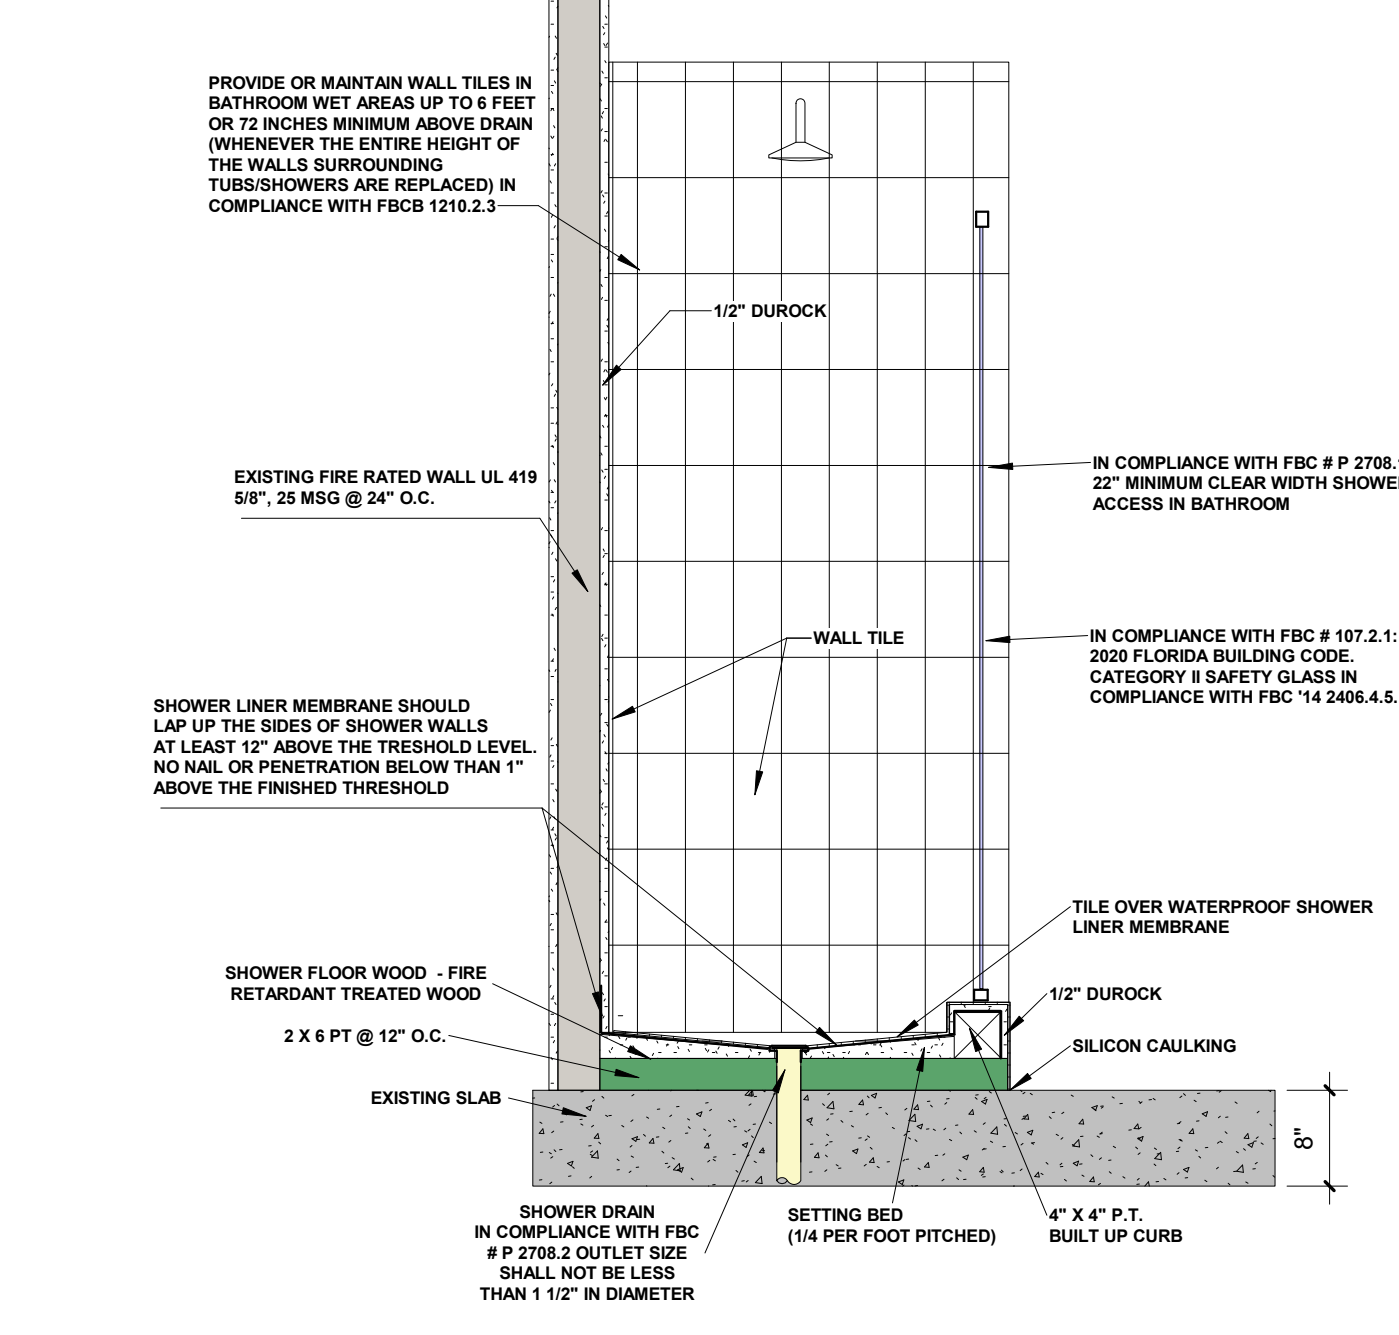 PROVIDE OR MAINTAIN WALL TILES IN
BATHROOM WET AREAS UP TO 6 FEET
OR 72 INCHES MINIMUM ABOVE DRAIN
(WHENEVER THE ENTIRE HEIGHT OF
THE WALLS SURROUNDING
TUBS/SHOWERS ARE REPLACED) IN
COMPLIANCE WITH FBCB 1210.2.3
1/2" DUROCK
EXISTING FIRE RATED WALL UL 419
5/8", 25 MSG @ 24" O.C.
IN COMPLIANCE WITH FBC # P 2708.
22" MINIMUM CLEAR WIDTH SHOWE
ACCESS IN BATHROOM
WALL TILE
IN COMPLIANCE WITH FBC # 107.2.1:
2020 FLORIDA BUILDING CODE.
CATEGORY II SAFETY GLASS IN
COMPLIANCE WITH FBC '14 2406.4.5.
SHOWER LINER MEMBRANE SHOULD
LAP UP THE SIDES OF SHOWER WALLS
AT LEAST 12" ABOVE THE TRESHOLD LEVEL.
NO NAIL OR PENETRATION BELOW THAN 1"
ABOVE THE FINISHED THRESHOLD
TILE OVER WATERPROOF SHOWER
LINER MEMBRANE
SHOWER FLOOR WOOD - FIRE
RETARDANT TREATED WOOD
1/2" DUROCK
2 X 6 PT @ 12" O.C.
SILICON CAULKING
EXISTING SLAB
8"
SHOWER DRAIN
IN COMPLIANCE WITH FBC
# P 2708.2 OUTLET SIZE
SHALL NOT BE LESS
THAN 1 1/2" IN DIAMETER
SETTING BED
(1/4 PER FOOT PITCHED)
4" X 4" P.T.
BUILT UP CURB